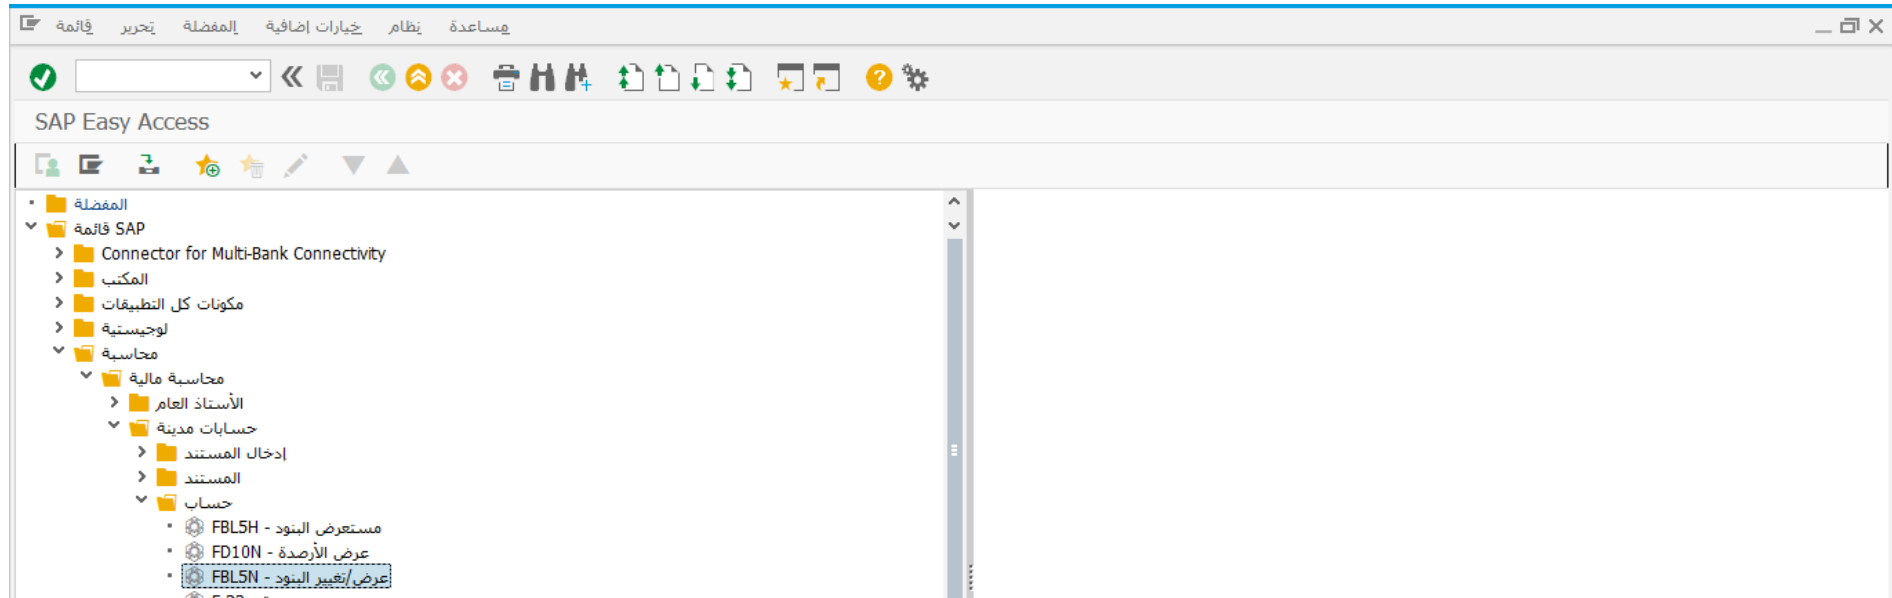 قائمة تحرير المفضلة خيارات إضافية نظام مساعدة
SAP Easy Access
المفضلة
قائمة SAP
Connector for Multi-Bank Connectivity
المكتب
مكونات كل التطبيقات
لوجيستية
محاسبة
محاسبة مالية
الأستاذ العام
حسابات مدينة
إدخال المستند
المستند
حساب
FBL5H - مستعرض البنود
FD10N - عرض الأرصدة
FBL5N - عرض/تغيير البنود